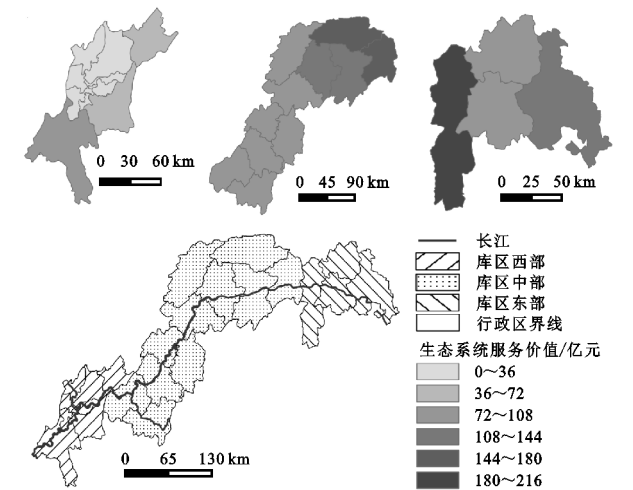 0 30 60 km
0 45 90 km
0 25 50 km
长江
库区西部
库区中部
库区东部
行政区界线
生态系统服务价值/亿元
0～36
36～72
72～108
108～144
144～180
180～216
0 65 130 km